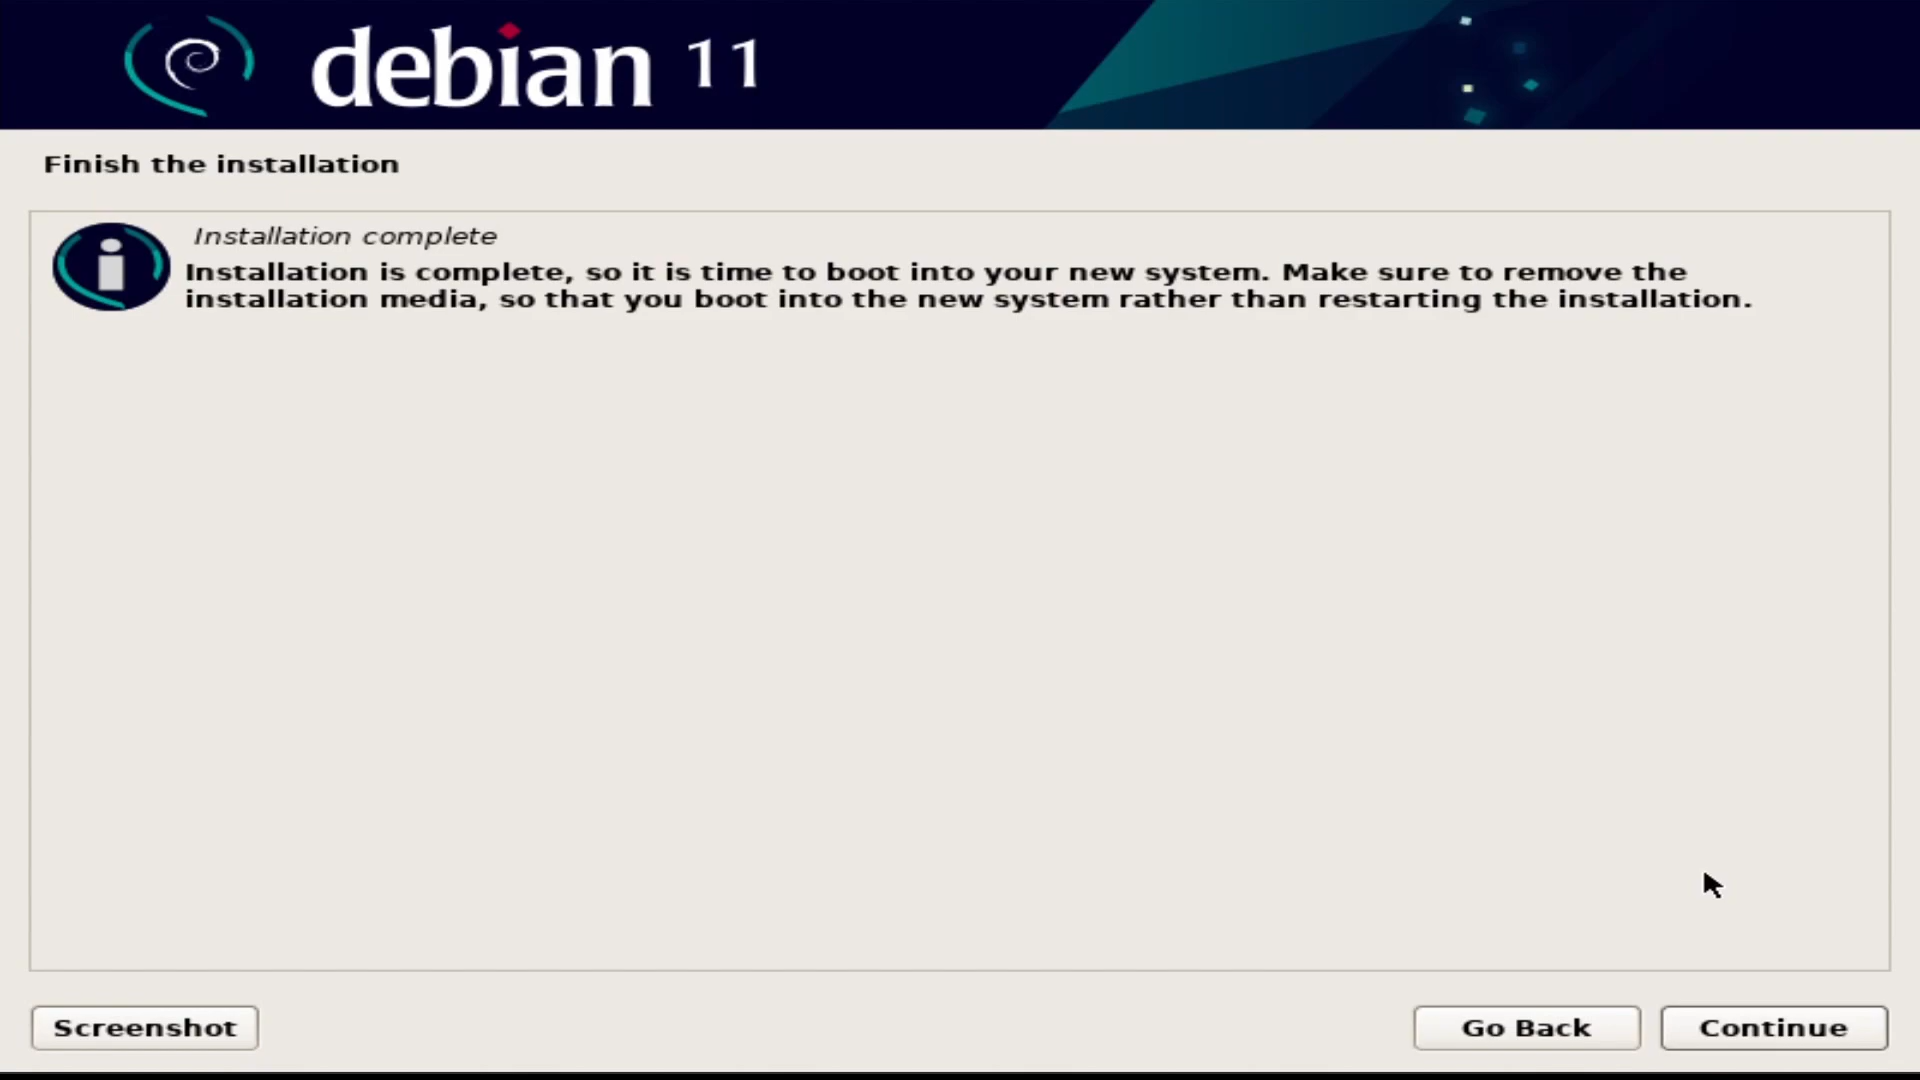 debian 11
Finish the installation
Installation complete
Installation is complete, so it is time to boot into your new system. Make sure to remove the
installation media, so that you boot into the new system rather than restarting the installation.
Screenshot
Go Back
Continue